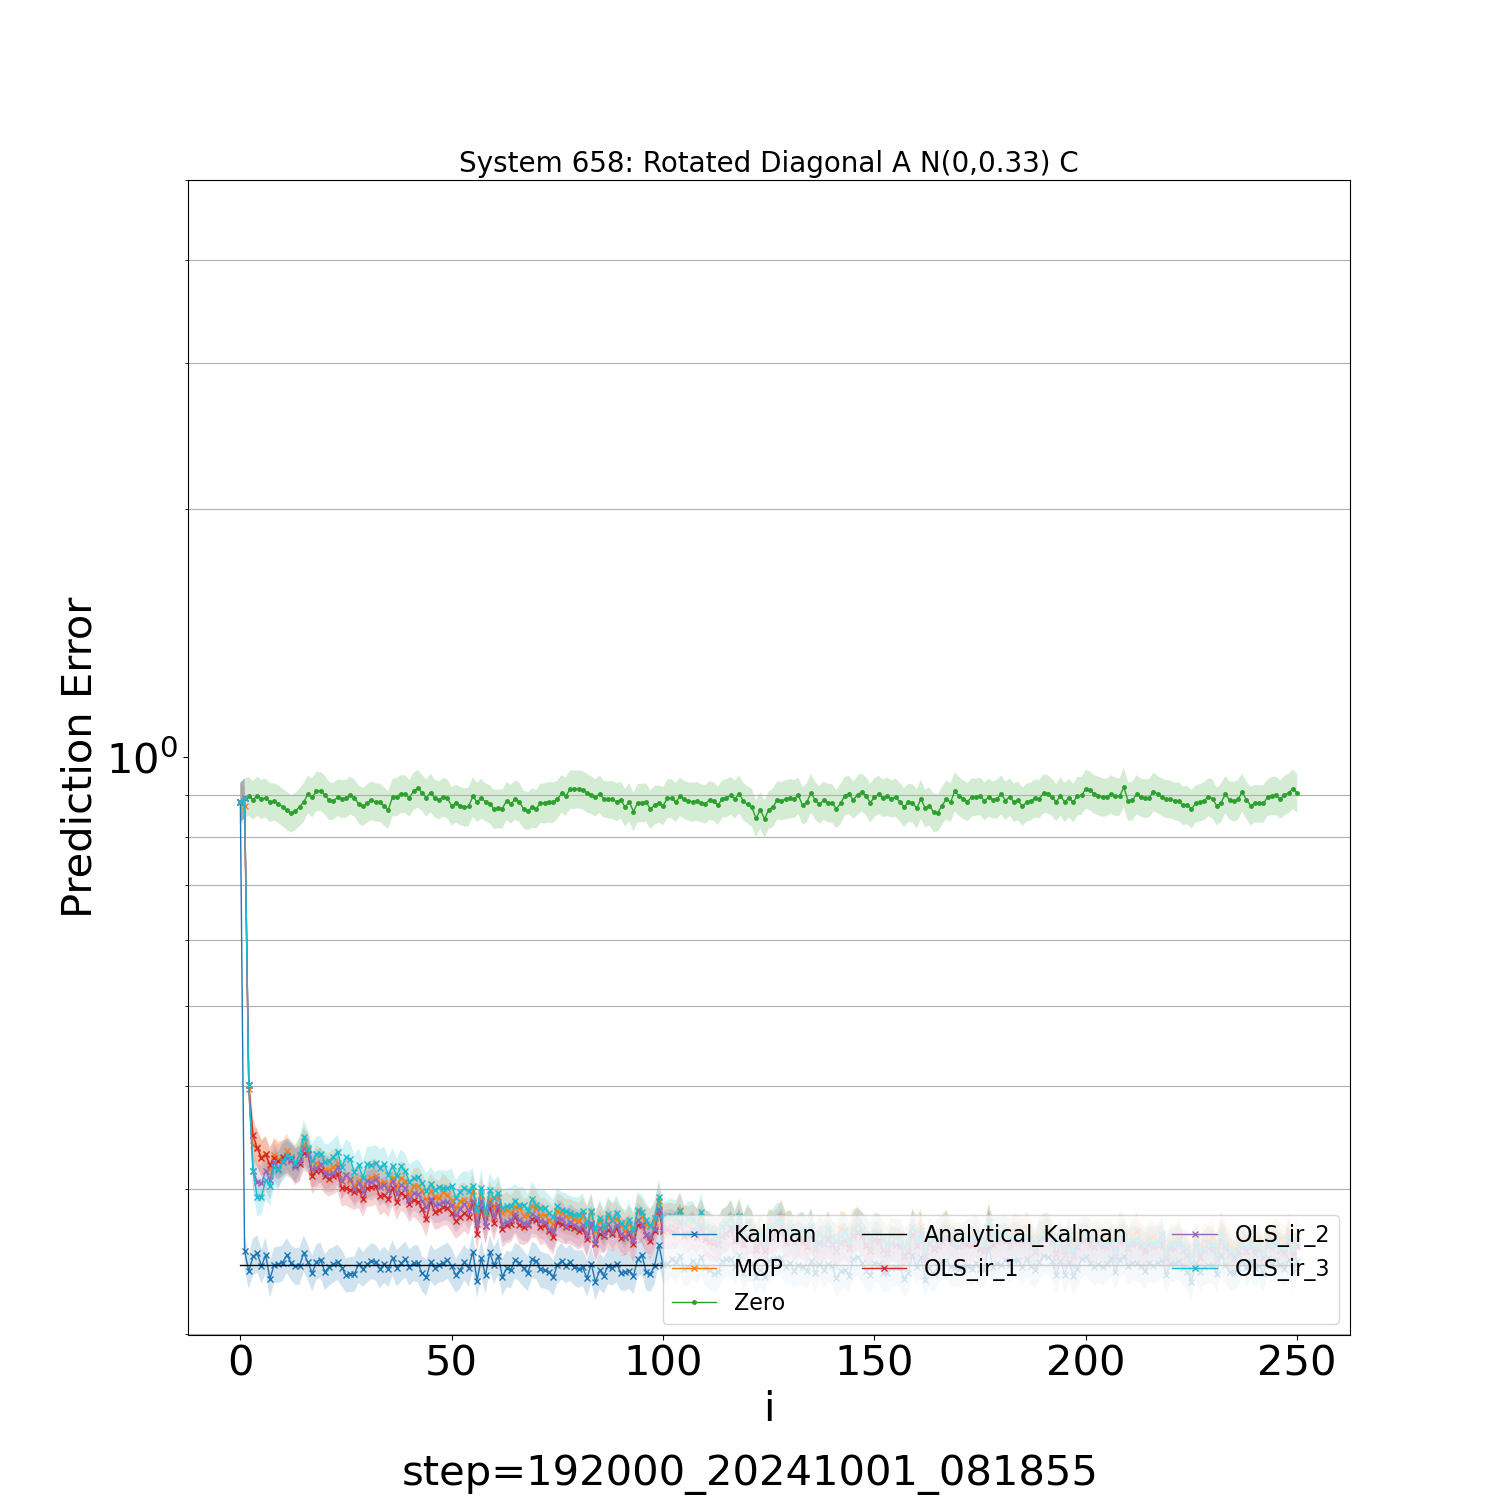 System 658: Rotated Diagonal A N(0,0.33) C
Prediction Error
10⁰
Kalman
MOP
Zero
Analytical_Kalman
OLS_ir_1
OLS_ir_2
OLS_ir_3
0 50 100 150 200 250
i
step=192000_20241001_081855